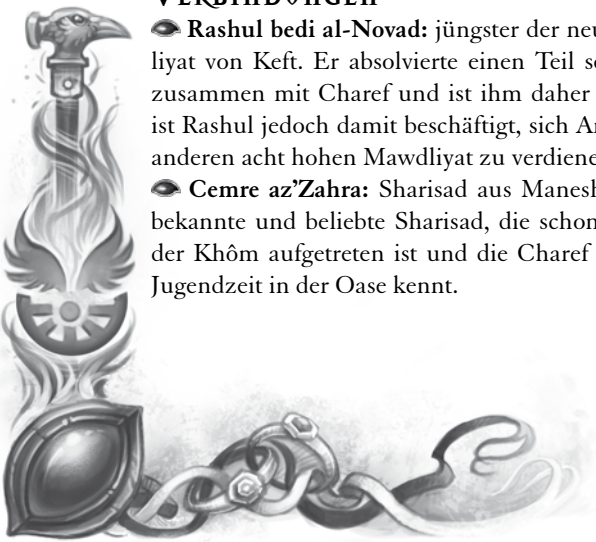 VERBINDUNGEN
Rashul bedi al-Novad: jüngster der neu
liyat von Keft. Er absolvierte einen Teil s
zusammen mit Charef und ist ihm daher
ist Rashul jedoch damit beschäftigt, sich A
anderen acht hohen Mawdliyat zu verdiene
Cemre az’Zahra: Sharisad aus Manesh
bekannte und beliebte Sharisad, die schon
der Khôm aufgetreten ist und die Charef
Jugendzeit in der Oase kennt.